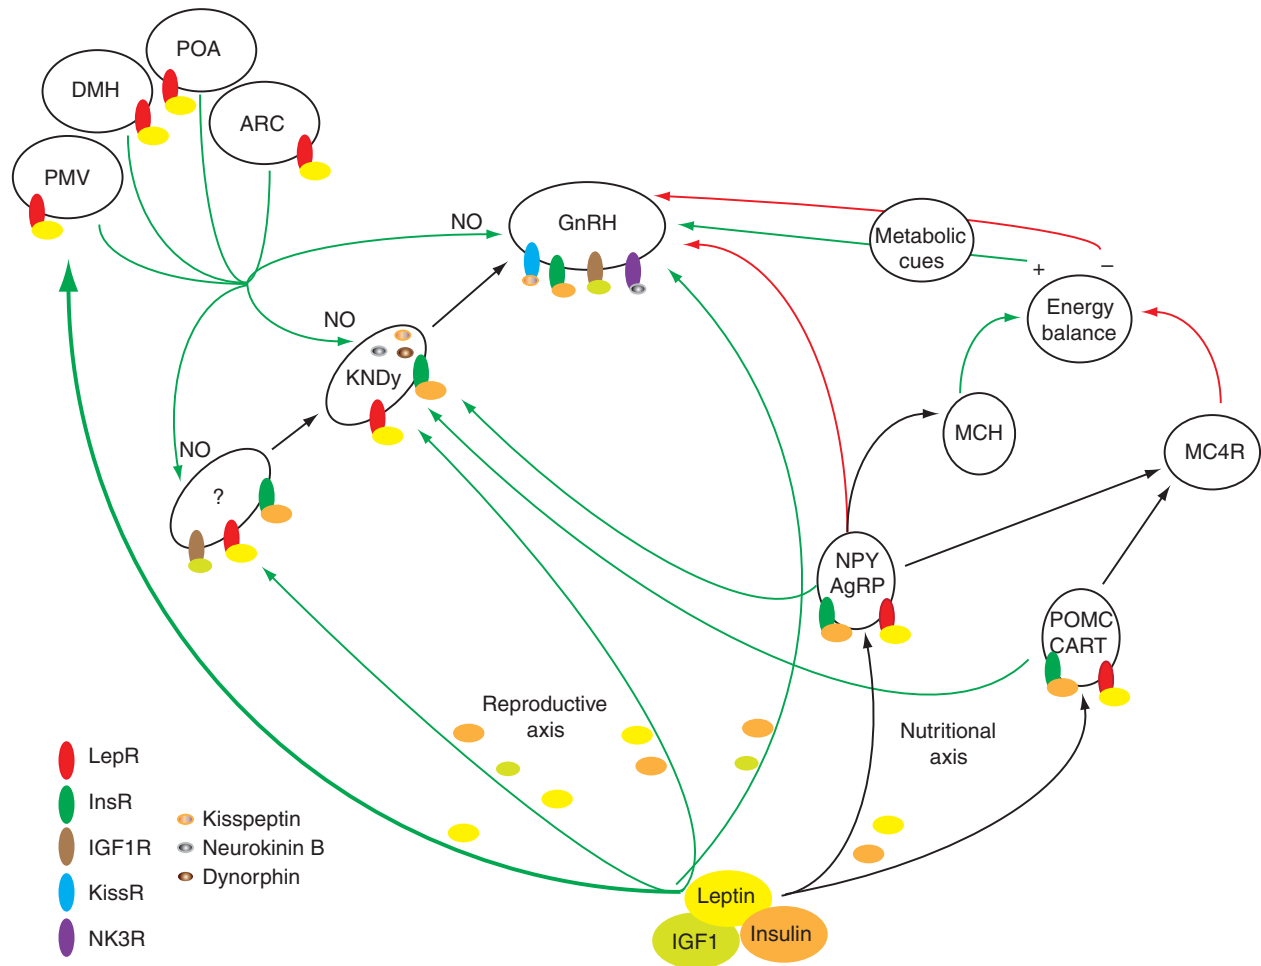 POA
DMH
ARC
PMV
NO
GnRH
Metabolic
cues
+
−
Energy
balance
NO
KNDy
MCH
MC4R
NO
?
NPY
AgRP
POMC
CART
Reproductive
axis
Nutritional
axis
LepR
InsR
IGF1R
KissR
NK3R
Kisspeptin
Neurokinin B
Dynorphin
Leptin
IGF1
Insulin